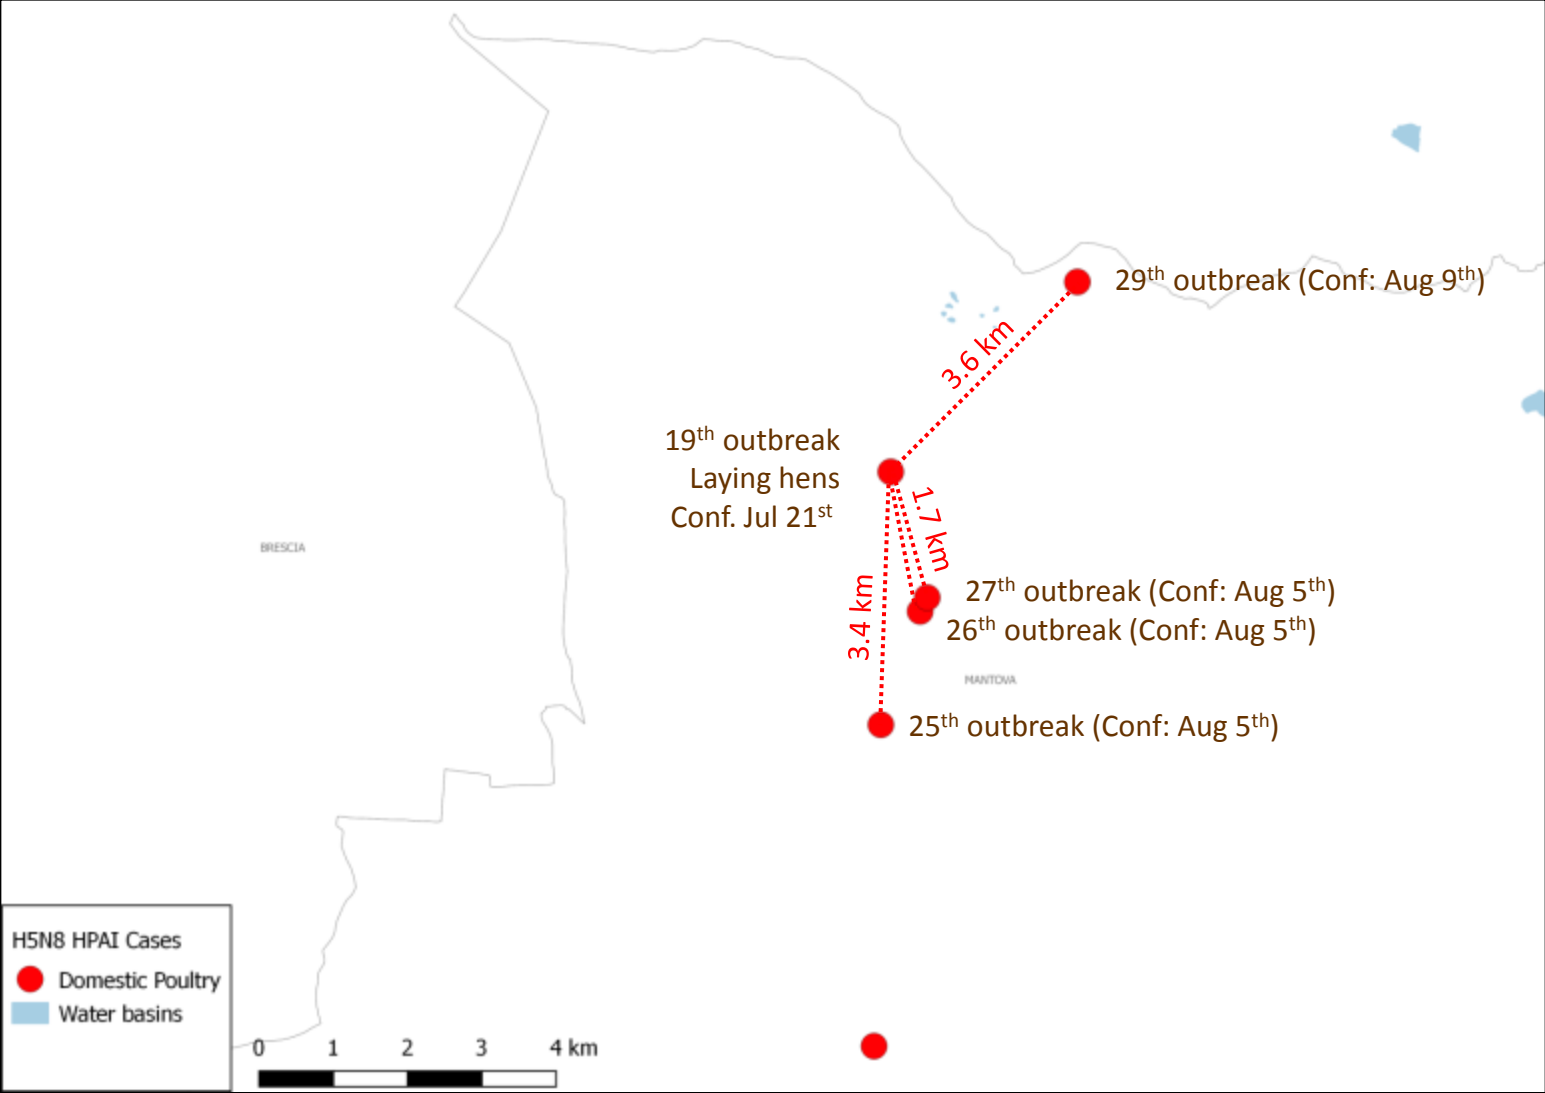 29th outbreak (Conf: Aug 9th)
3.6 km
19th outbreak
Laying hens
Conf. Jul 21st
1.7 km
BRESCIA
3.4 km
27th outbreak (Conf: Aug 5th)
26th outbreak (Conf: Aug 5th)
MANTOVA
25th outbreak (Conf: Aug 5th)
H5N8 HPAI Cases
Domestic Poultry
Water basins
0 1 2 3 4 km